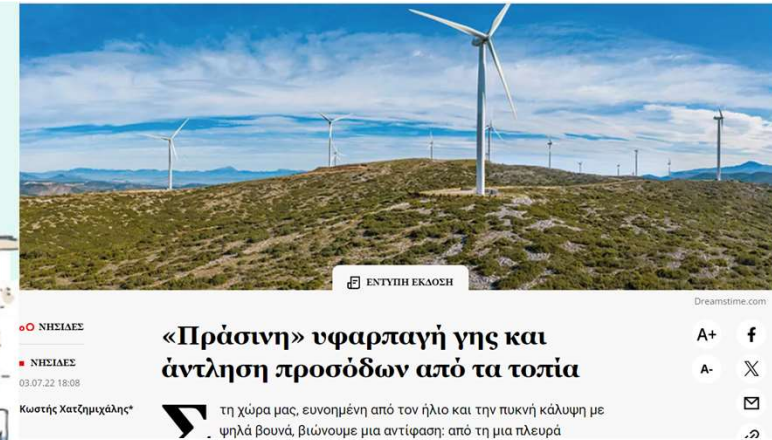 ΕΝΤΥΠΗ ΕΚΔΟΣΗ
Dreamstime.com
ΝΗΣΙΔΕΣ
ΝΗΣΙΔΕΣ
03.07.22 18:08
Κωστής Χατζημιχάλης*
«Πράσινη» υφαρπαγή γης και
άντληση προσόδων από τα τοπία
A+
A-
Στη χώρα μας, ευνοημένη από τον ήλιο και την πυκνή κάλυψη με
ψηλά βουνά, βιώνουμε μια αντίφαση: από τη μια πλευρά